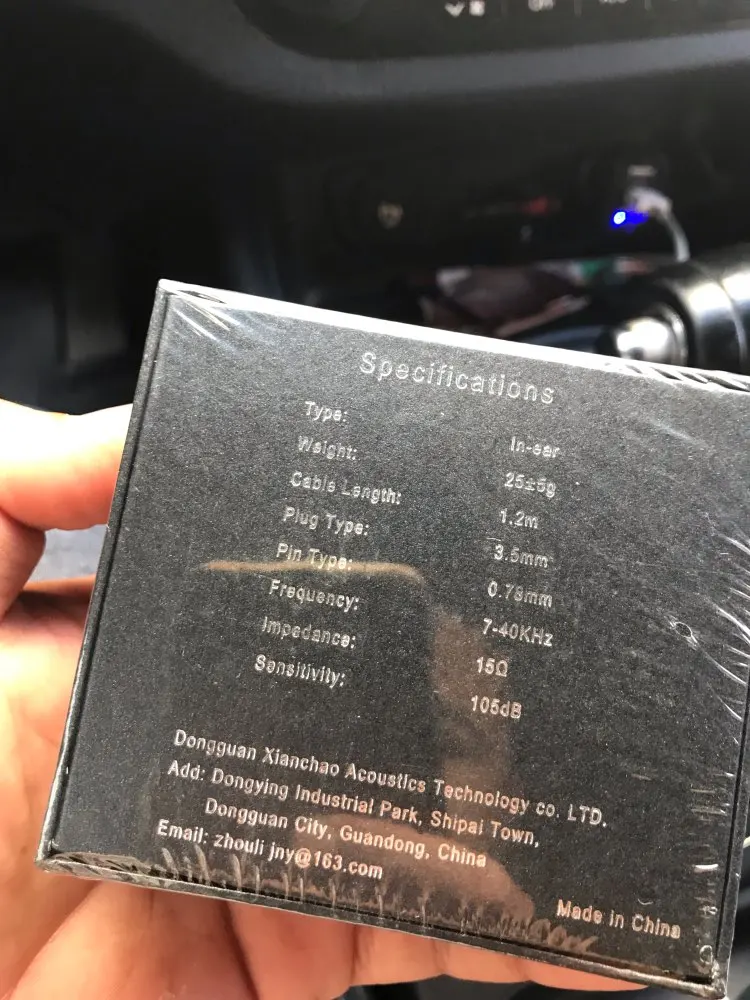 Specifications
Type: In-ear
Weight: 25±5g
Cable Length: 1.2m
Plug Type: 3.5mm
Pin Type: 0.78mm
Frequency: 7-40KHz
Impedance: 15Ω
Sensitivity: 105dB
Dongguan Xianchao Acoustics Technology co. LTD.
Add: Dongying Industrial Park, Shipai Town,
Dongguan City, Guandong, China
Email: zhouli jny@163.com
Made in China